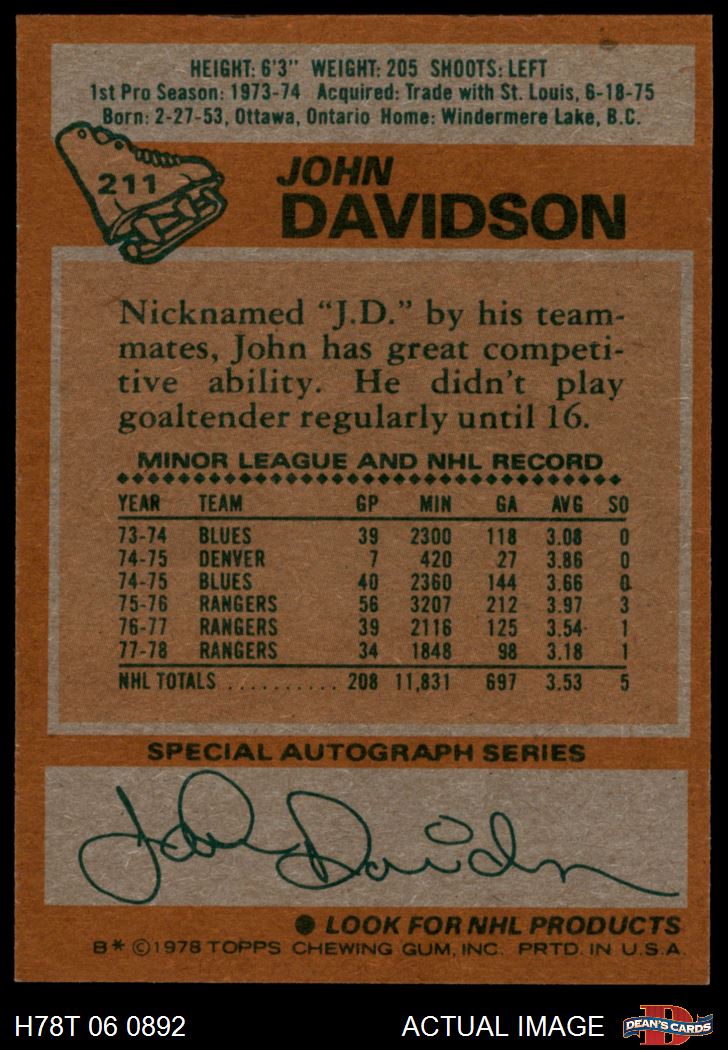 HEIGHT: 6'3" WEIGHT: 205 SHOOTS: LEFT
1st Pro Season: 1973-74 Acquired: Trade with St. Louis, 6-18-75
Born: 2-27-53, Ottawa, Ontario Home: Windermere Lake, B.C.
211
JOHN
DAVIDSON
Nicknamed "J.D." by his team-
mates, John has great competi-
tive ability. He didn't play
goaltender regularly until 16.
MINOR LEAGUE AND NHL RECORD
YEAR TEAM GP MIN GA AVG SO
73-74 BLUES 39 2300 118 3.08 0
74-75 DENVER 7 420 27 3.86 0
74-75 BLUES 40 2360 144 3.66 0
75-76 RANGERS 56 3207 212 3.97 3
76-77 RANGERS 39 2116 125 3.54 1
77-78 RANGERS 34 1848 98 3.18 1
NHL TOTALS .......... 208 11,831 697 3.53 5
SPECIAL AUTOGRAPH SERIES
John Davidson
● LOOK FOR NHL PRODUCTS
B* ©1978 TOPPS CHEWING GUM, INC. PRTD. IN U.S.A.
H78T 06 0892 ACTUAL IMAGE DEAN'S CARDS